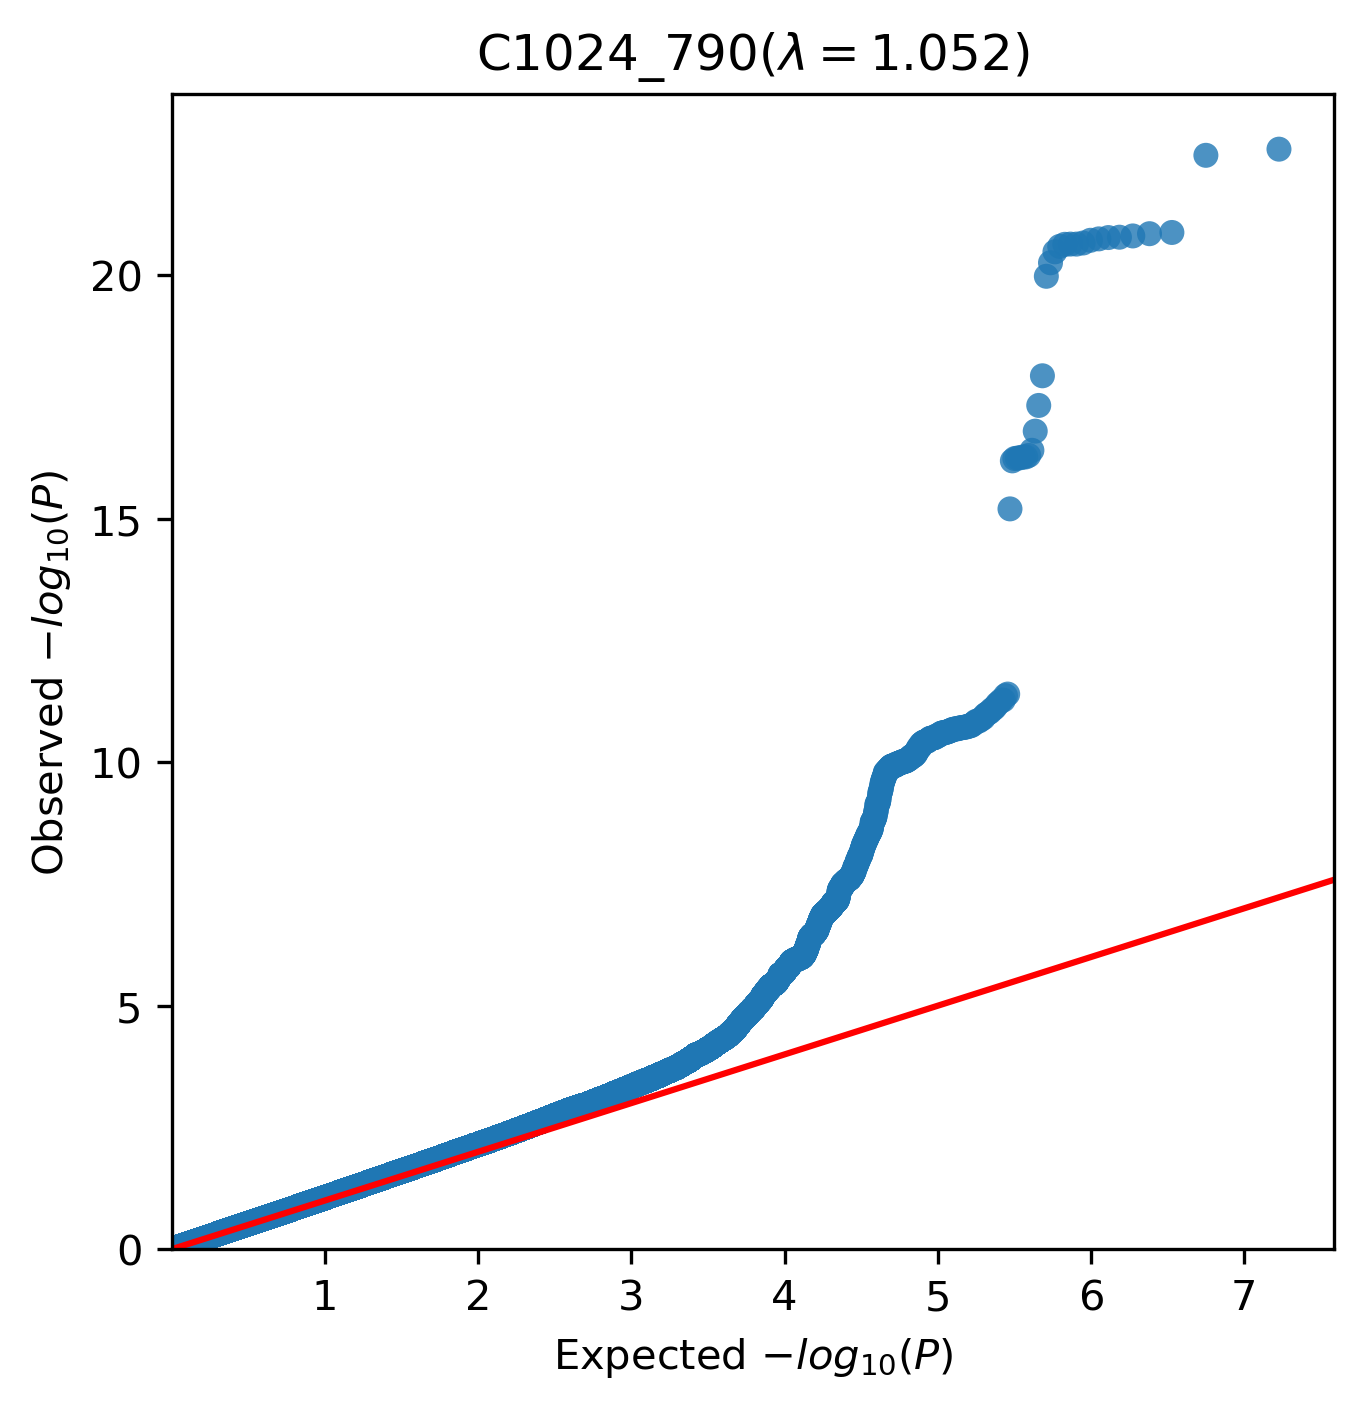 C1024_790(λ = 1.052)
Observed −log10(P)
20
15
10
5
0
1 2 3 4 5 6 7
Expected −log10(P)